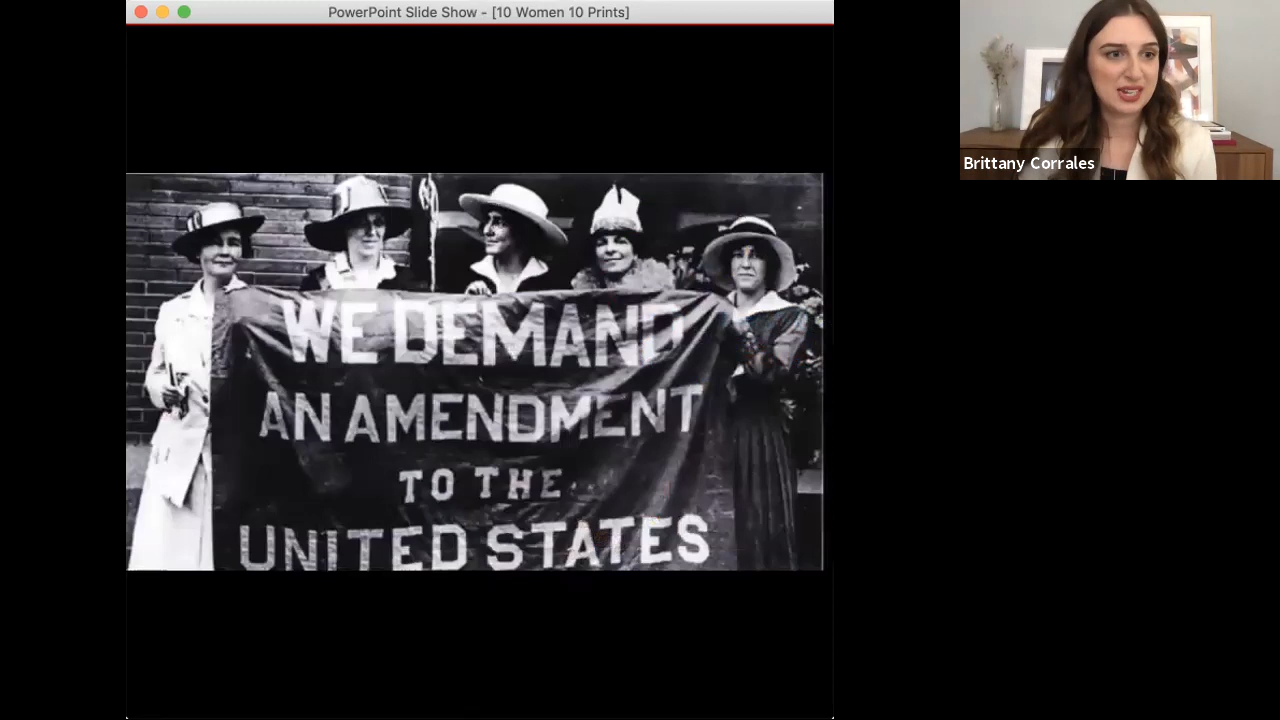 PowerPoint Slide Show - [10 Women 10 Prints]
Brittany Corrales
WE DEMAND
AN AMENDMENT
TO THE
UNITED STATES